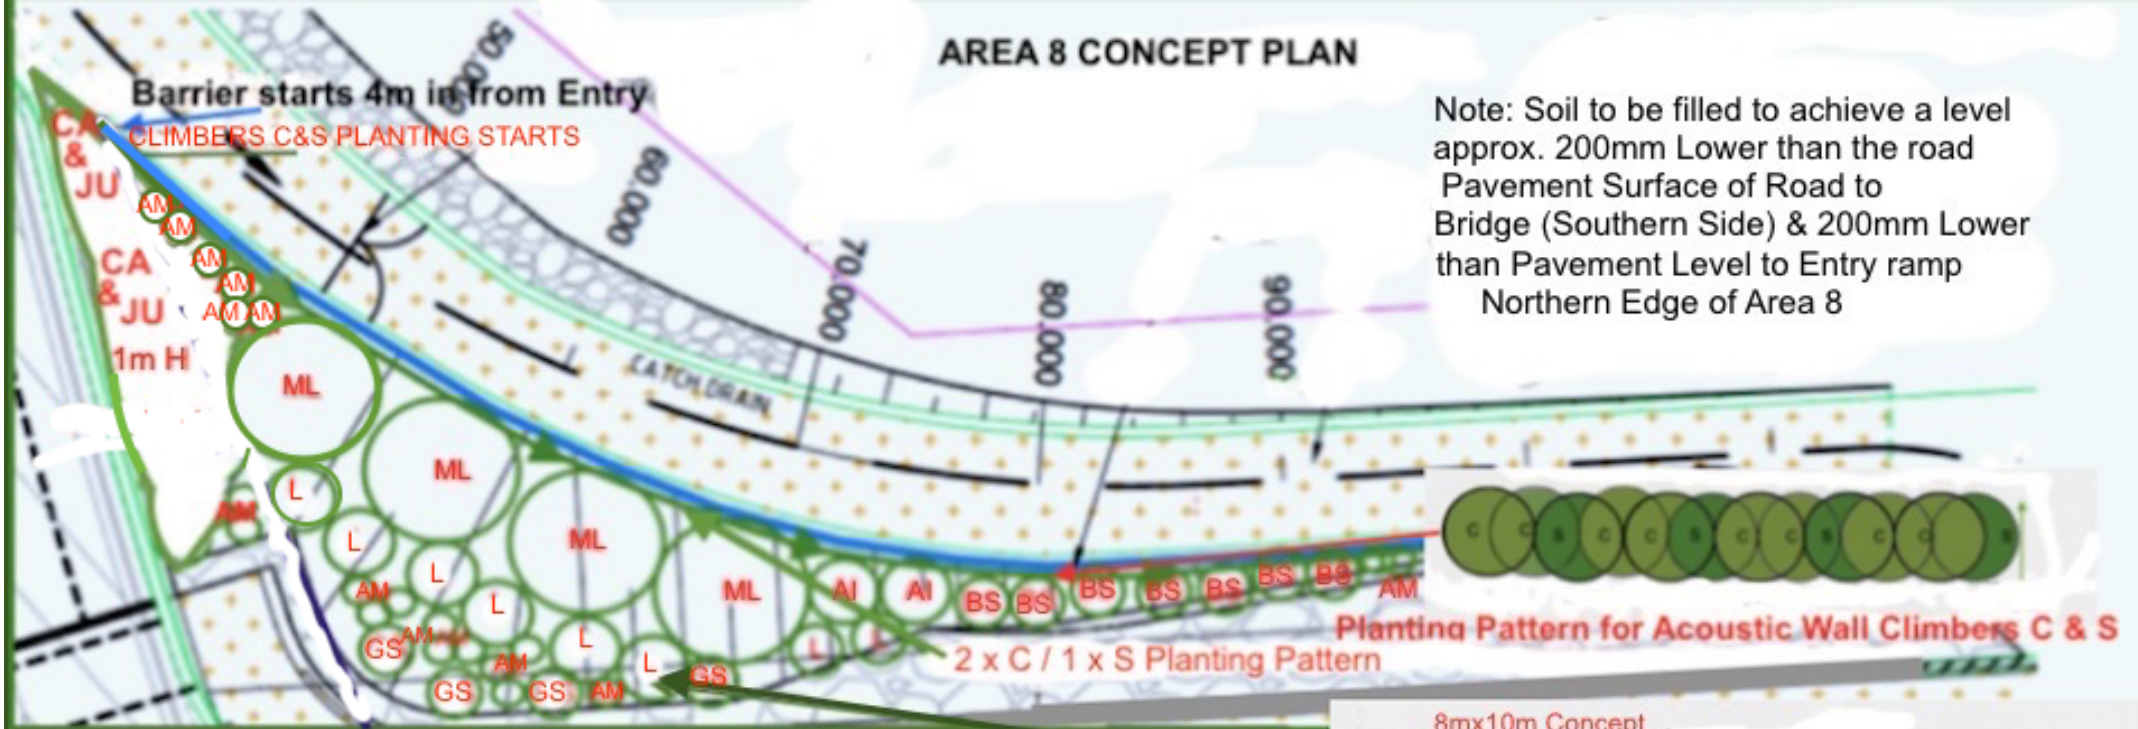 AREA 8 CONCEPT PLAN
50.000
Barrier starts 4m in from Entry
CLIMBERS C&S PLANTING STARTS
Note: Soil to be filled to achieve a level
approx. 200mm Lower than the road
Pavement Surface of Road to
Bridge (Southern Side) & 200mm Lower
than Pavement Level to Entry ramp
Northern Edge of Area 8
CA
&
JU
60.000
70.000
80.000
90.000
AM
AM
CA
&
JU
AM
AM
AM AM
1m H
CATCH DRAIN
ML
ML
ML
ML
L
AM
L
L
L
L
L
L
L
AM
AM
AM
AM
AM
GS
GS
GS
GS
AI
AI
BS
BS
BS
BS
BS
BS
BS
AM
C C S C C S C C S C C S
Planting Pattern for Acoustic Wall Climbers C & S
2 x C / 1 x S Planting Pattern
8mx10m Concept